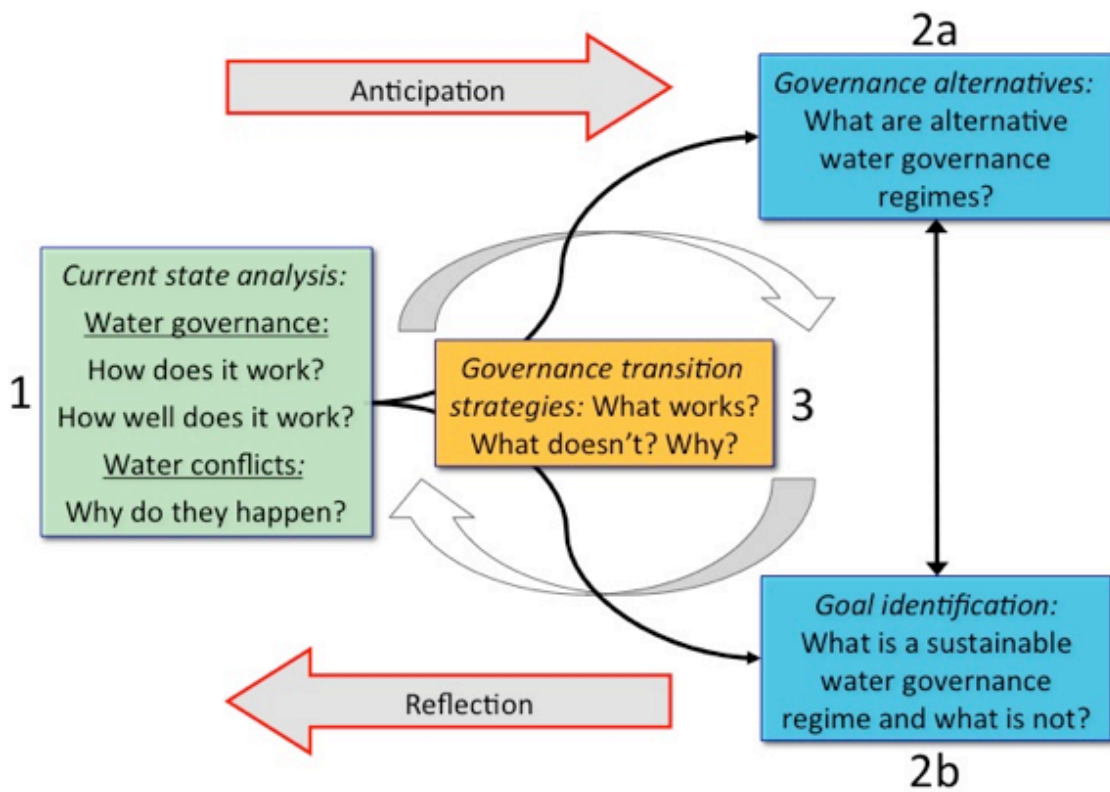 2a
Anticipation
Governance alternatives:
What are alternative
water governance
regimes?
1
Current state analysis:
Water governance:
How does it work?
How well does it work?
Water conflicts:
Why do they happen?
Governance transition
strategies: What works?
What doesn't? Why?
3
Reflection
Goal identification:
What is a sustainable
water governance
regime and what is not?
2b